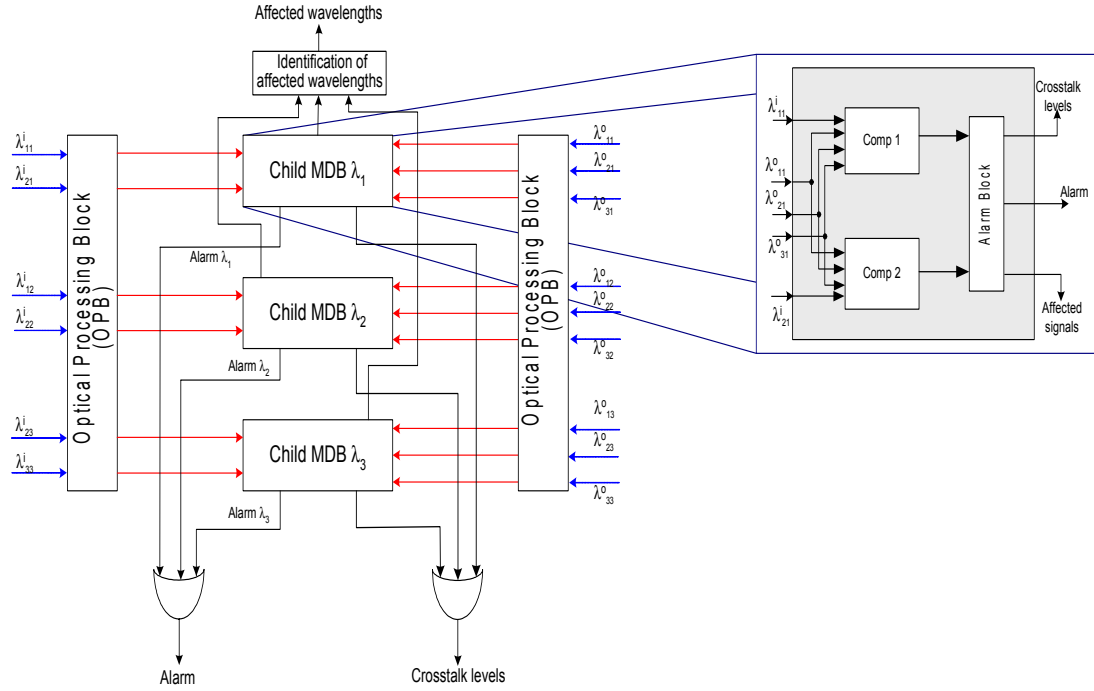 Affected wavelengths
Identification of
affected wavelengths
λⁱ₁₁
λⁱ₂₁
λⁱ₁₂
λⁱ₂₂
λⁱ₂₃
λⁱ₃₃
Optical Processing Block
(OPB)
Child MDB λ₁
Alarm λ₁
Child MDB λ₂
Alarm λ₂
Child MDB λ₃
Alarm λ₃
Optical Processing Block
(OPB)
λᵒ₁₁
λᵒ₂₁
λᵒ₃₁
λᵒ₁₂
λᵒ₂₂
λᵒ₃₂
λᵒ₁₃
λᵒ₂₃
λᵒ₃₃
Alarm
Crosstalk levels
λⁱ₁₁
λᵒ₁₁
λᵒ₂₁
λᵒ₃₁
λⁱ₂₁
Comp 1
Comp 2
Alarm Block
Crosstalk
levels
Alarm
Affected
signals